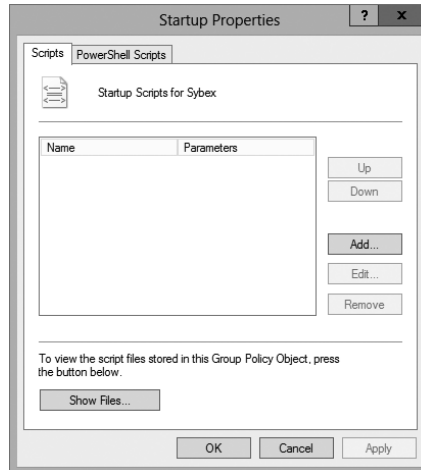 Startup Properties
? x
Scripts PowerShell Scripts
Startup Scripts for Sybex
Name Parameters
Up
Down
Add...
Edit...
Remove
To view the script files stored in this Group Policy Object, press
the button below.
Show Files...
OK Cancel Apply